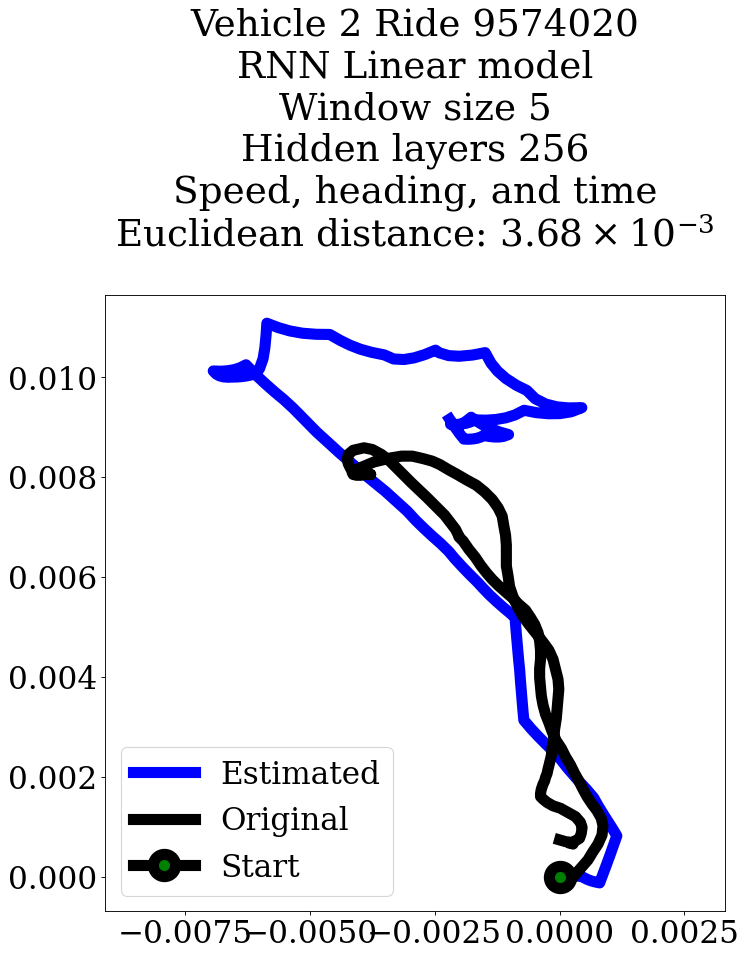 Vehicle 2 Ride 9574020
RNN Linear model
Window size 5
Hidden layers 256
Speed, heading, and time
Euclidean distance: 3.68 × 10⁻³
0.010
0.008
0.006
0.004
0.002
0.000
Estimated
Original
Start
−0.0075 −0.0050 −0.0025 0.0000 0.0025